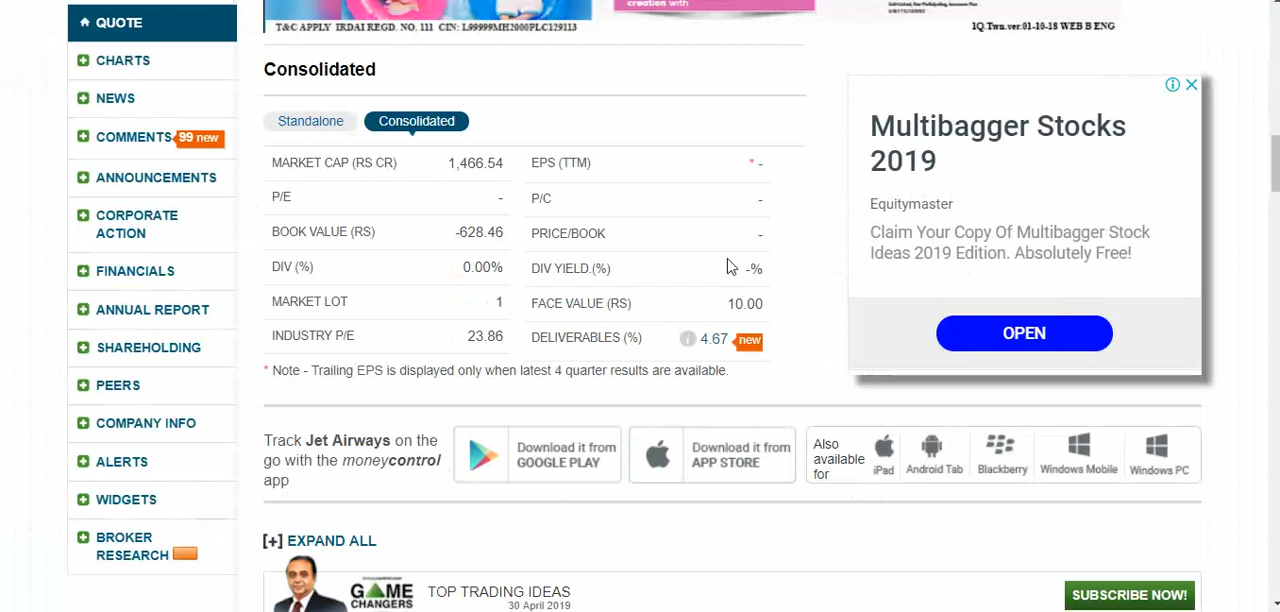 creation with
T&C APPLY IRDAI REGD. NO. 111 CIN: L99999MH2000PLC129113
1Q.Twn.ver.01-10-18 WEB B ENG
QUOTE
CHARTS
NEWS
COMMENTS 99 new
ANNOUNCEMENTS
CORPORATE
ACTION
FINANCIALS
ANNUAL REPORT
SHAREHOLDING
PEERS
COMPANY INFO
ALERTS
WIDGETS
BROKER
RESEARCH
Consolidated
Standalone Consolidated
MARKET CAP (RS CR) 1,466.54
P/E -
BOOK VALUE (RS) -628.46
DIV (%) 0.00%
MARKET LOT 1
INDUSTRY P/E 23.86
EPS (TTM) * -
P/C -
PRICE/BOOK -
DIV YIELD.(%) -%
FACE VALUE (RS) 10.00
DELIVERABLES (%) i 4.67 new
* Note - Trailing EPS is displayed only when latest 4 quarter results are available.
Multibagger Stocks
2019
Equitymaster
Claim Your Copy Of Multibagger Stock
Ideas 2019 Edition. Absolutely Free!
OPEN
Track Jet Airways on the
go with the moneycontrol
app
Download it from
GOOGLE PLAY
Download it from
APP STORE
Also
available
for
iPad
Android Tab
Blackberry
Windows Mobile
Windows PC
[+] EXPAND ALL
GAME
CHANGERS
TOP TRADING IDEAS
30 April 2019
SUBSCRIBE NOW!